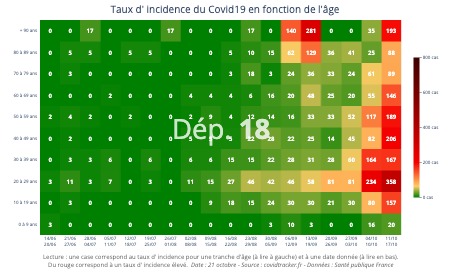 Taux d' incidence du Covid19 en fonction de l'âge
+ 90 ans 0 0 17 0 0 0 17 0 0 0 17 0 140 281 0 0 35 193
80 à 89 ans 0 5 5 0 5 5 0 0 0 5 10 15 62 129 36 41 25 88
70 à 79 ans 0 0 0 0 0 0 0 0 0 3 18 3 24 36 33 24 61 89
60 à 69 ans 0 0 0 2 0 0 0 4 4 4 6 16 20 48 25 20 55 146
50 à 59 ans 2 4 2 0 2 0 0 2 9 4 14 16 33 33 52 117 189
40 à 49 ans 0 2 0 0 0 0 0 22 25 14 45 82 206
Dép. 18
30 à 39 ans 0 3 3 6 0 6 0 6 6 15 15 22 28 31 28 68 164 167
20 à 29 ans 3 11 3 7 0 0 0 11 15 27 46 42 46 58 81 81 234 358
10 à 19 ans 0 3 0 0 0 0 0 0 9 18 15 24 30 30 21 30 80 157
0 à 9 ans 3 0 0 0 0 0 0 0 0 0 0 3 10 3 0 0 16 20
14/06 21/06 28/06 05/07 12/07 19/07 26/07 02/08 09/08 16/08 23/08 30/08 06/09 13/09 20/09 27/09 04/10 11/10
20/06 27/06 04/07 11/07 18/07 25/07 01/08 08/08 15/08 22/08 29/08 05/09 12/09 19/09 26/09 03/10 10/10 17/10
800 cas
600 cas
400 cas
200 cas
0 cas
Lecture : une case correspond au taux d' incidence pour une tranche d'âge (à lire à gauche) et à une date donnée (à lire en bas).
Du rouge correspond à un taux d' incidence élevé. Date : 21 octobre - Source : covidtracker.fr - Données : Santé publique France